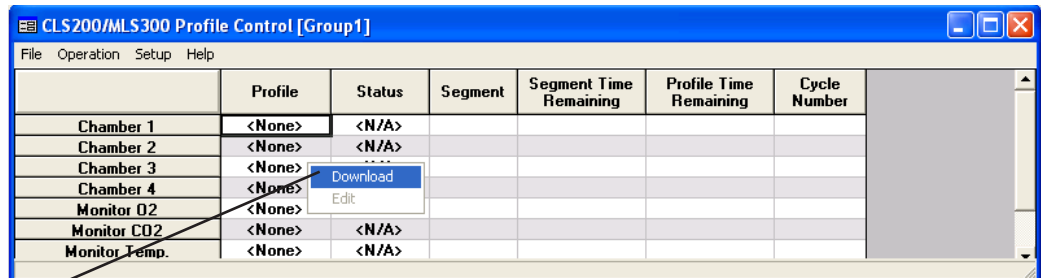 CLS200/MLS300 Profile Control [Group1]
File Operation Setup Help
Profile Status Segment Segment Time Remaining Profile Time Remaining Cycle Number
Chamber 1 <None> <N/A>
Chamber 2 <None> <N/A>
Chamber 3 <None>
Download
Chamber 4 <None>
Edit
Monitor O2 <None>
Monitor CO2 <None> <N/A>
Monitor Temp. <None> <N/A>